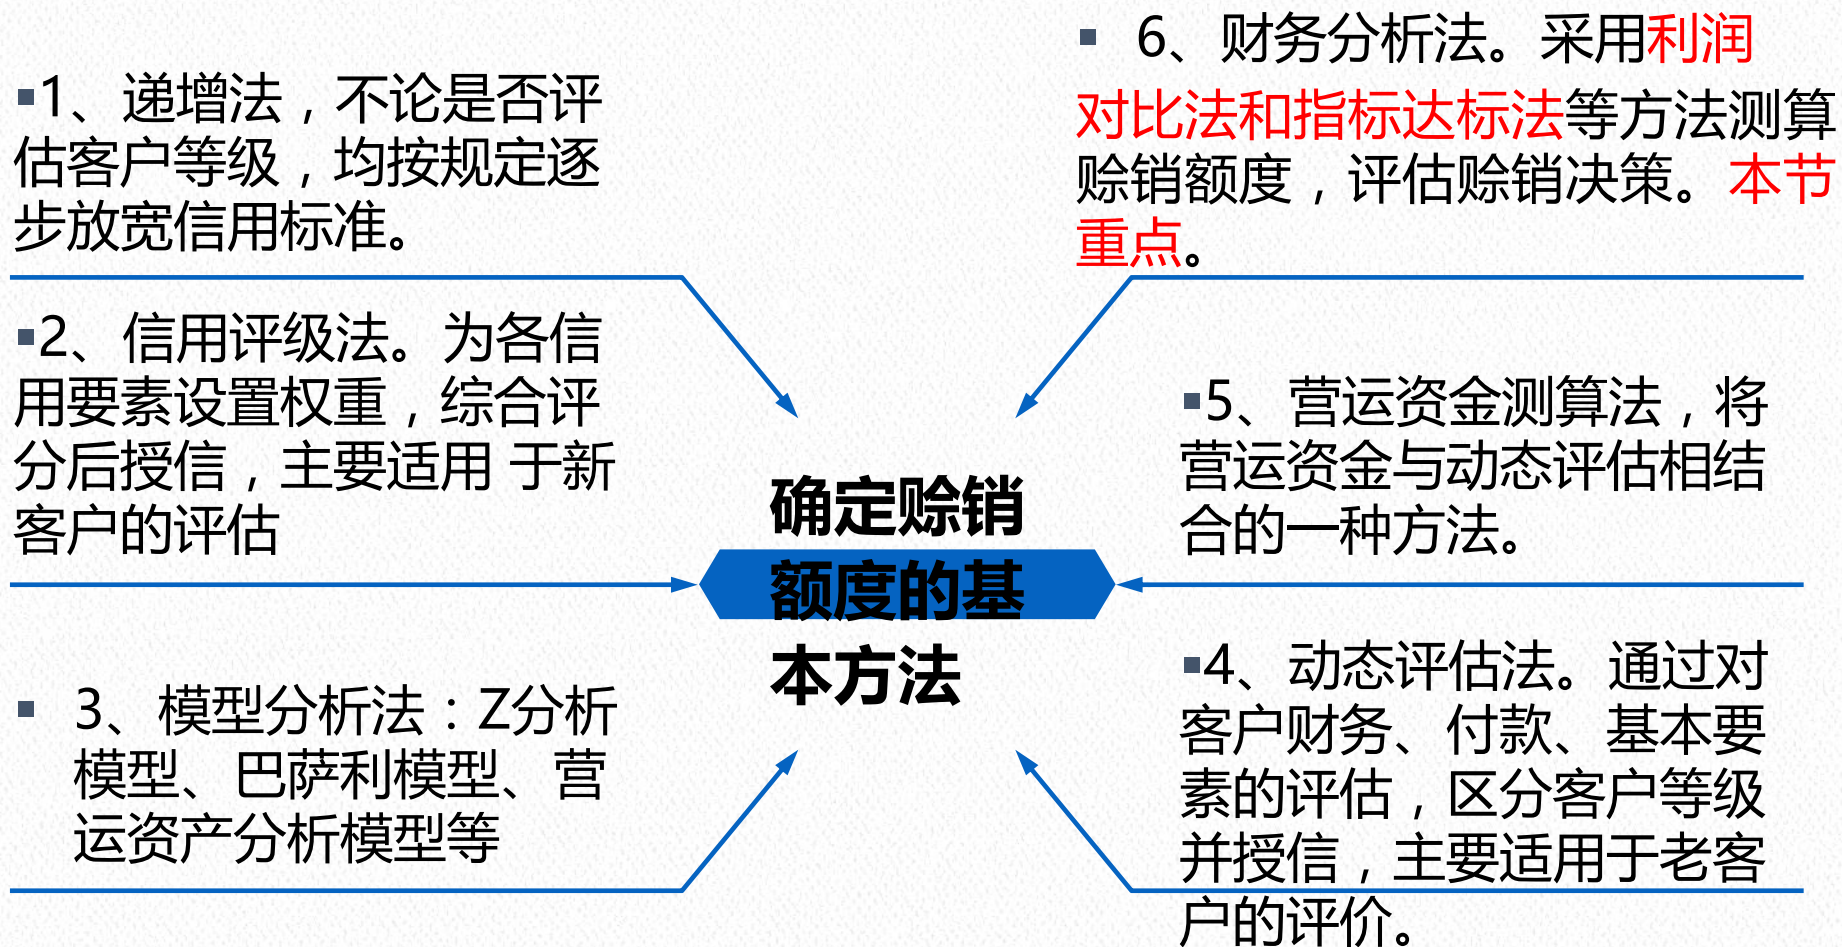 1、递增法，不论是否评
估客户等级，均按规定逐
步放宽信用标准。
2、信用评级法。为各信
用要素设置权重，综合评
分后授信，主要适用 于新
客户的评估
3、模型分析法：Z分析
模型、巴萨利模型、营
运资产分析模型等
确定赊销
额度的基
本方法
6、财务分析法。采用利润
对比法和指标达标法等方法测算
赊销额度，评估赊销决策。本节
重点。
5、营运资金测算法，将
营运资金与动态评估相结
合的一种方法。
4、动态评估法。通过对
客户财务、付款、基本要
素的评估，区分客户等级
并授信，主要适用于老客
户的评价。